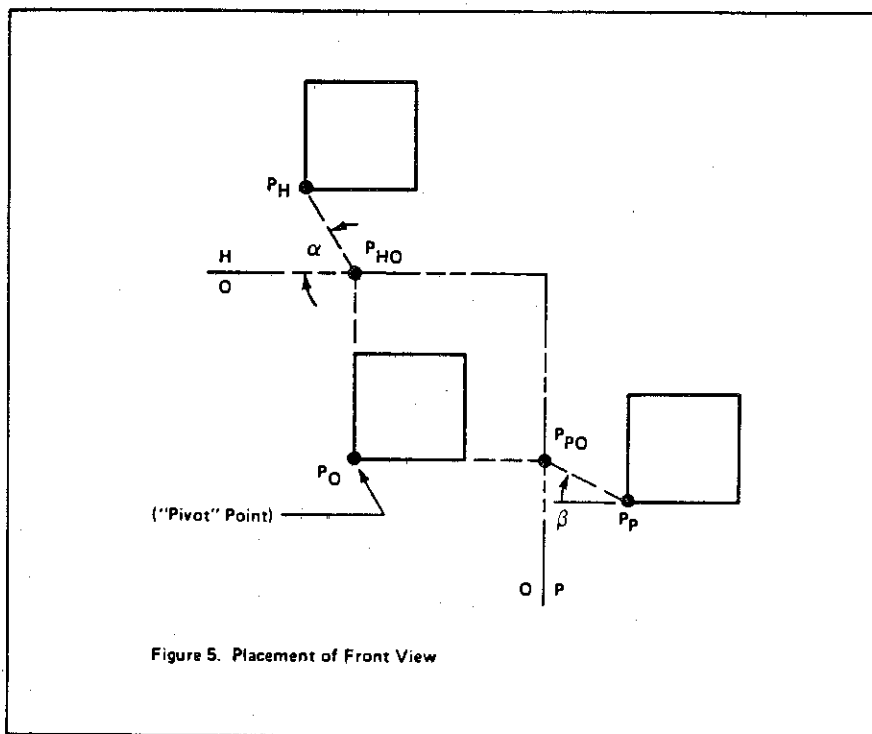 P_H
α
P_HO
H
O
P_O
P_PO
("Pivot" Point)
β
P_P
O P
Figure 5. Placement of Front View